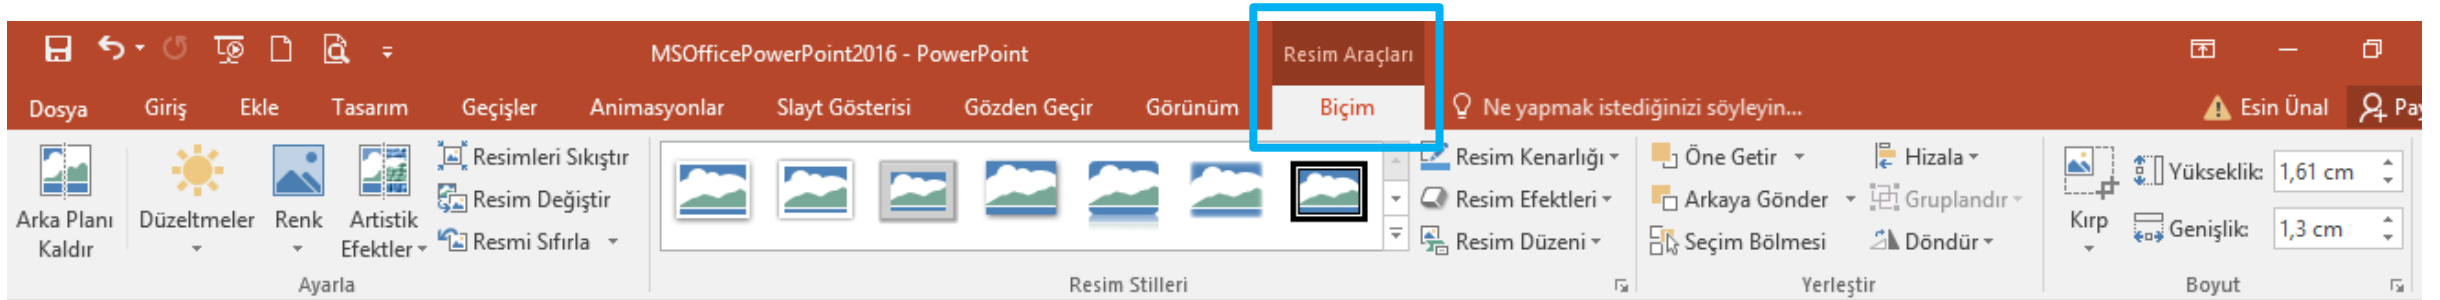 MSOfficePowerPoint2016 - PowerPoint
Resim Araçları
Dosya Giriş Ekle Tasarım Geçişler Animasyonlar Slayt Gösterisi Gözden Geçir Görünüm Biçim Ne yapmak istediğinizi söyleyin... Esin Ünal
Arka Planı
Kaldır
Düzeltmeler
Renk
Artistik
Efektler
Resimleri Sıkıştır
Resim Değiştir
Resmi Sıfırla
Ayarla
Resim Stilleri
Resim Kenarlığı
Resim Efektleri
Resim Düzeni
Öne Getir
Arkaya Gönder
Seçim Bölmesi
Hizala
Gruplandır
Döndür
Yerleştir
Kırp
Yükseklik: 1,61 cm
Genişlik: 1,3 cm
Boyut